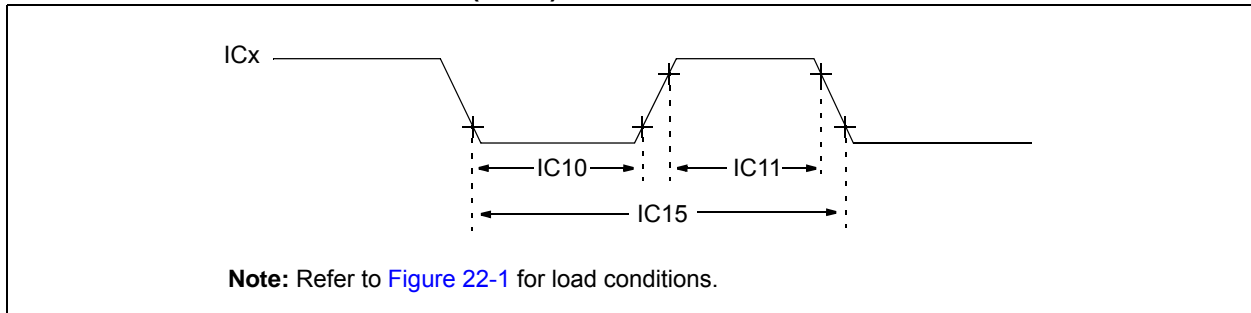 ICx
IC10
IC11
IC15
Note: Refer to Figure 22-1 for load conditions.